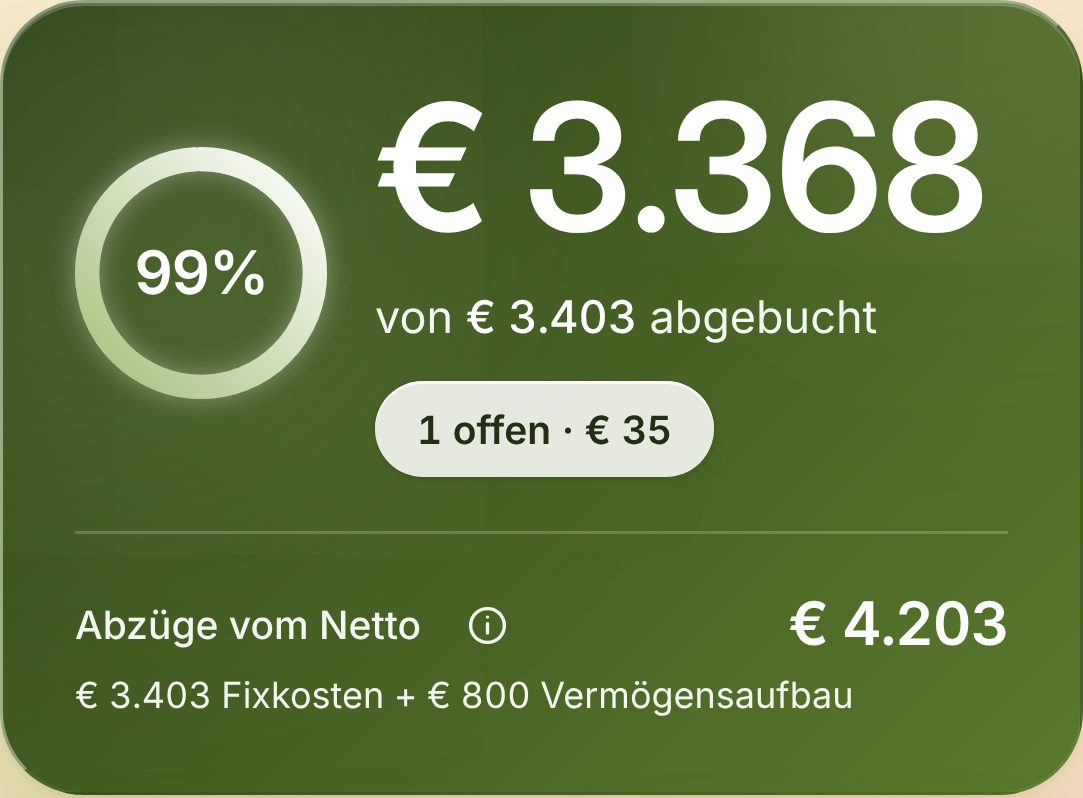 € 3.368
99%
von € 3.403 abgebucht
1 offen · € 35
Abzüge vom Netto € 4.203
€ 3.403 Fixkosten + € 800 Vermögensaufbau